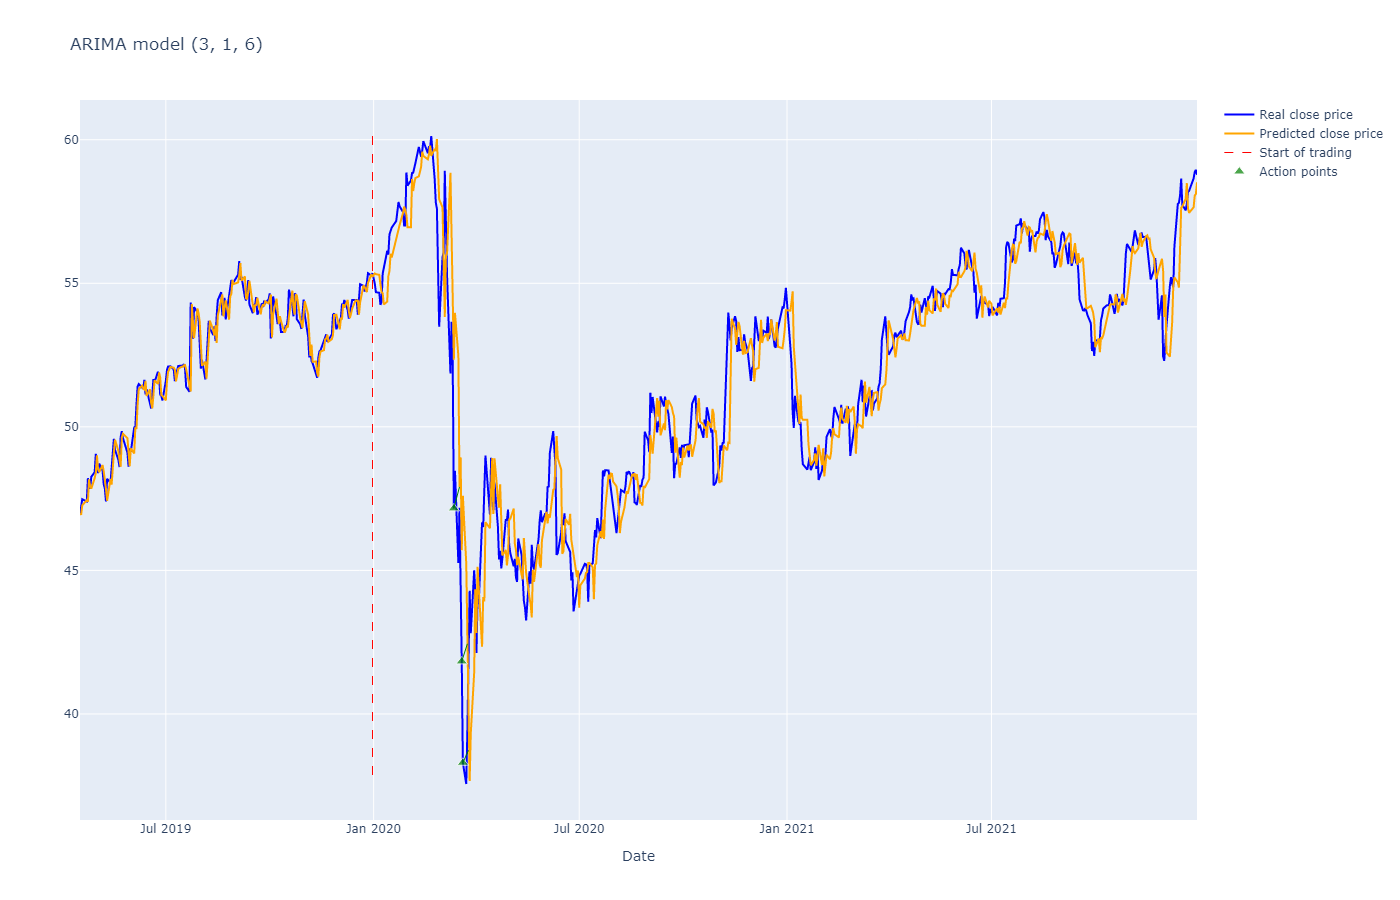 ARIMA model (3, 1, 6)
60
55
50
45
40
Jul 2019
Jan 2020
Jul 2020
Jan 2021
Jul 2021
Date
Real close price
Predicted close price
Start of trading
Action points